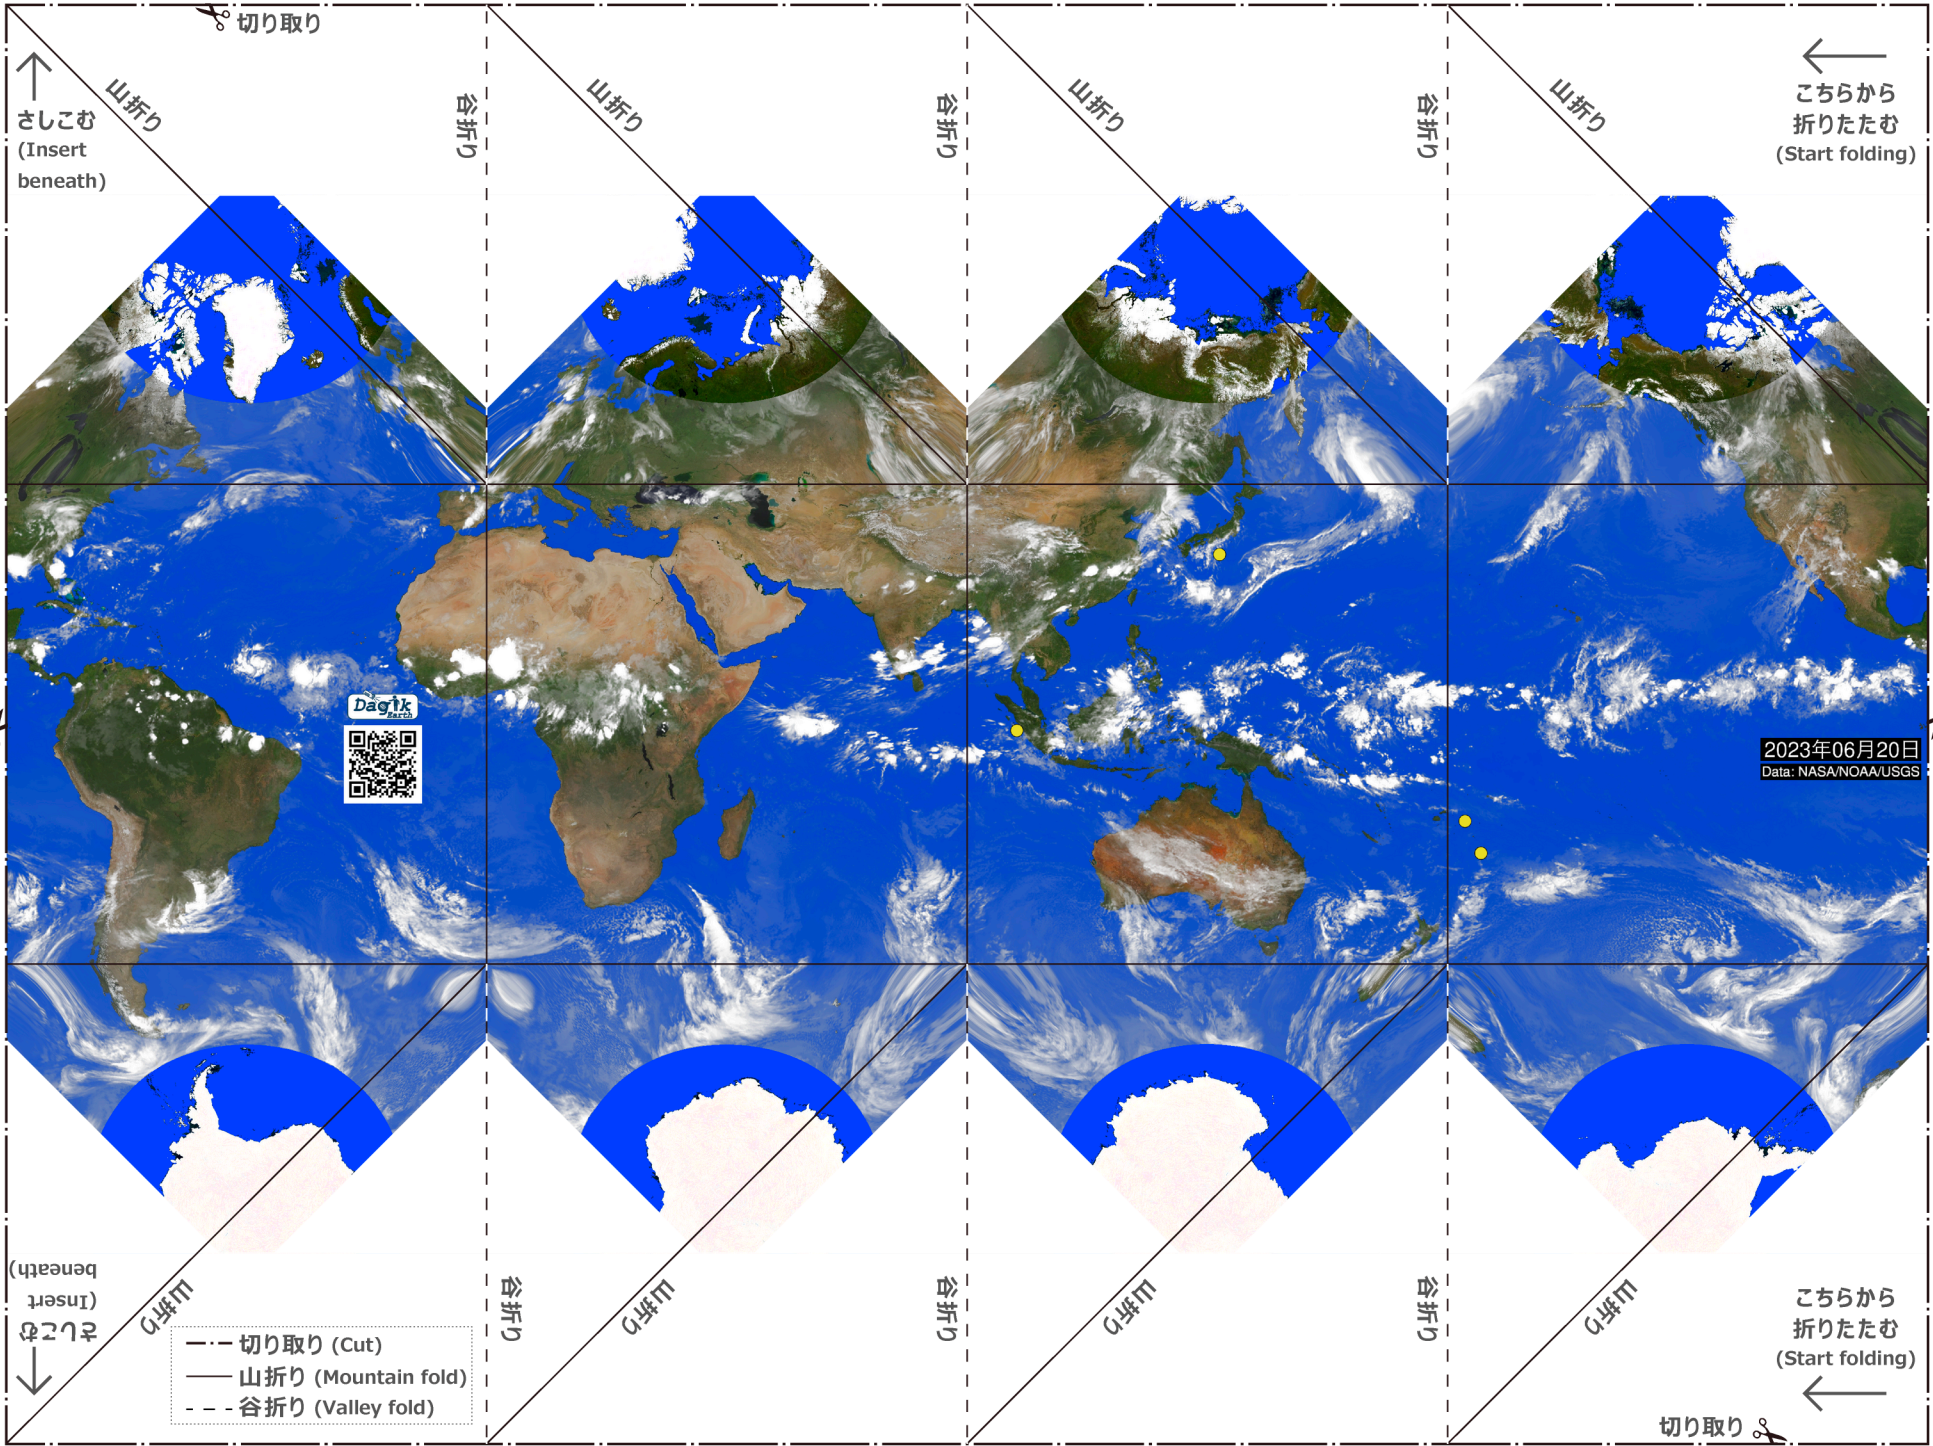 切り取り
山折り
谷折り
山折り
谷折り
山折り
谷折り
山折り
さしこむ
(Insert
beneath)
こちらから
折りたたむ
(Start folding)
Dagik
Earth
2023年06月20日
Data: NASA/NOAA/USGS
さしこむ
(Insert
beneath)
山折り
谷折り
山折り
谷折り
山折り
谷折り
山折り
こちらから
折りたたむ
(Start folding)
切り取り (Cut)
山折り (Mountain fold)
谷折り (Valley fold)
切り取り